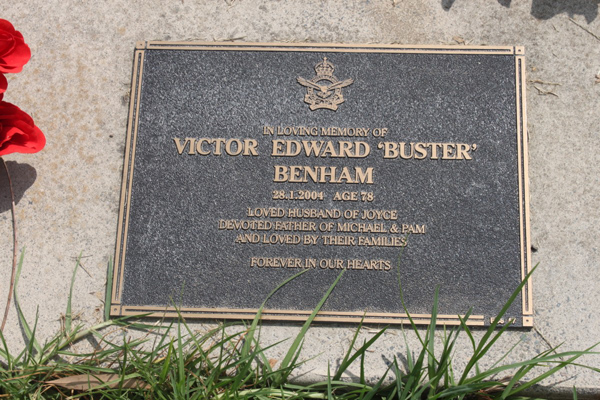 IN LOVING MEMORY OF
VICTOR EDWARD 'BUSTER'
BENHAM
28.1.2004 AGE 78
LOVED HUSBAND OF JOYCE
DEVOTED FATHER OF MICHAEL & PAM
AND LOVED BY THEIR FAMILIES
FOREVER IN OUR HEARTS